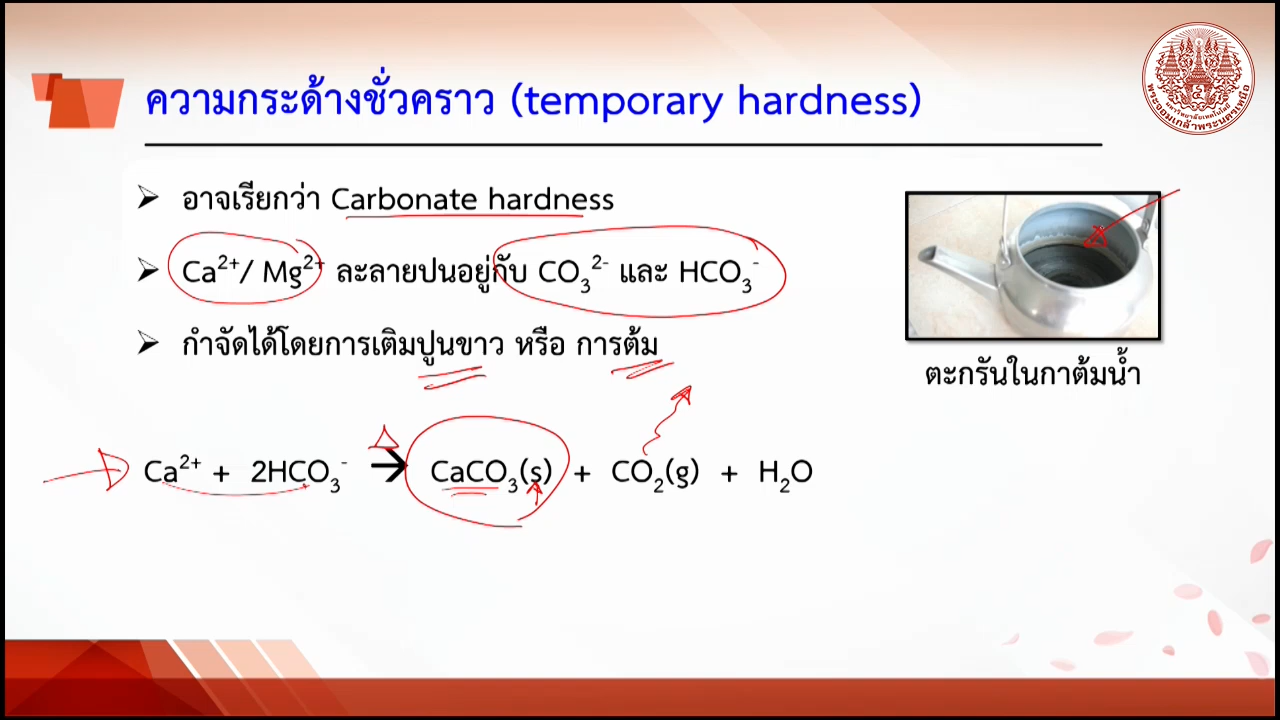 ความกระด้างชั่วคราว (temporary hardness)
➢ อาจเรียกว่า Carbonate hardness
➢ Ca²⁺/ Mg²⁺ ละลายปนอยู่กับ CO₃²⁻ และ HCO₃⁻
➢ กำจัดได้โดยการเติมปูนขาว หรือ การต้ม
ตะกรันในกาต้มน้ำ
Δ
Ca²⁺ + 2HCO₃⁻ → CaCO₃(s) + CO₂(g) + H₂O